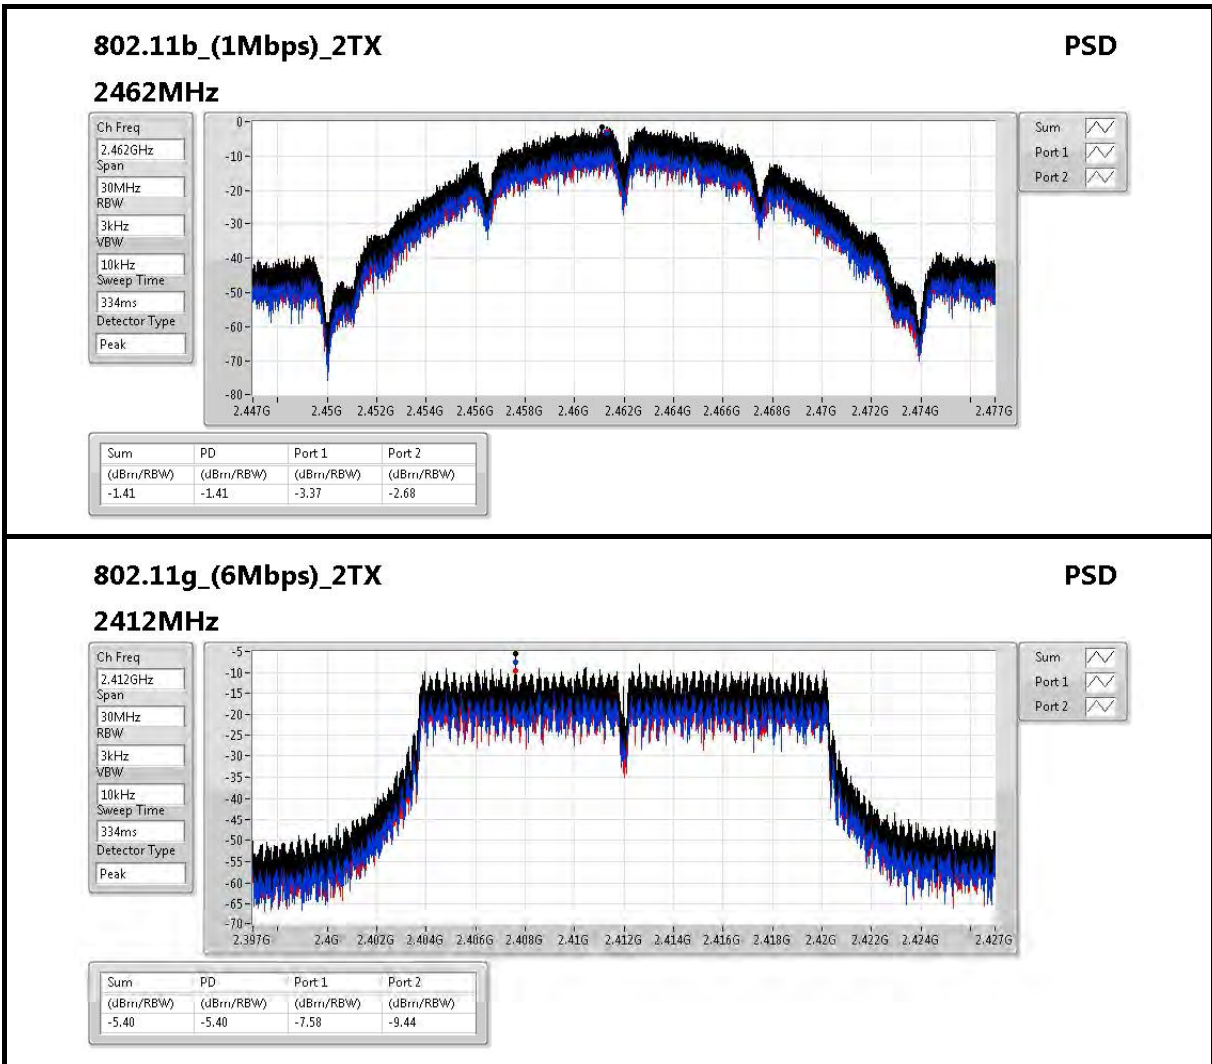 802.11b_(1Mbps)_2TX PSD
2462MHz
Ch Freq
2.462GHz
Span
30MHz
RBW
3kHz
VBW
10kHz
Sweep Time
334ms
Detector Type
Peak
0
-10
-20
-30
-40
-50
-60
-70
-80
2.447G 2.45G 2.452G 2.454G 2.456G 2.458G 2.46G 2.462G 2.464G 2.466G 2.468G 2.47G 2.472G 2.474G 2.477G
Sum
Port 1
Port 2
Sum PD Port 1 Port 2
(dBm/RBW) (dBm/RBW) (dBm/RBW) (dBm/RBW)
-1.41 -1.41 -3.37 -2.68
802.11g_(6Mbps)_2TX PSD
2412MHz
Ch Freq
2.412GHz
Span
30MHz
RBW
3kHz
VBW
10kHz
Sweep Time
334ms
Detector Type
Peak
-5
-10
-15
-20
-25
-30
-35
-40
-45
-50
-55
-60
-65
-70
2.397G 2.4G 2.402G 2.404G 2.406G 2.408G 2.41G 2.412G 2.414G 2.416G 2.418G 2.42G 2.422G 2.424G 2.427G
Sum
Port 1
Port 2
Sum PD Port 1 Port 2
(dBm/RBW) (dBm/RBW) (dBm/RBW) (dBm/RBW)
-5.40 -5.40 -7.58 -9.44